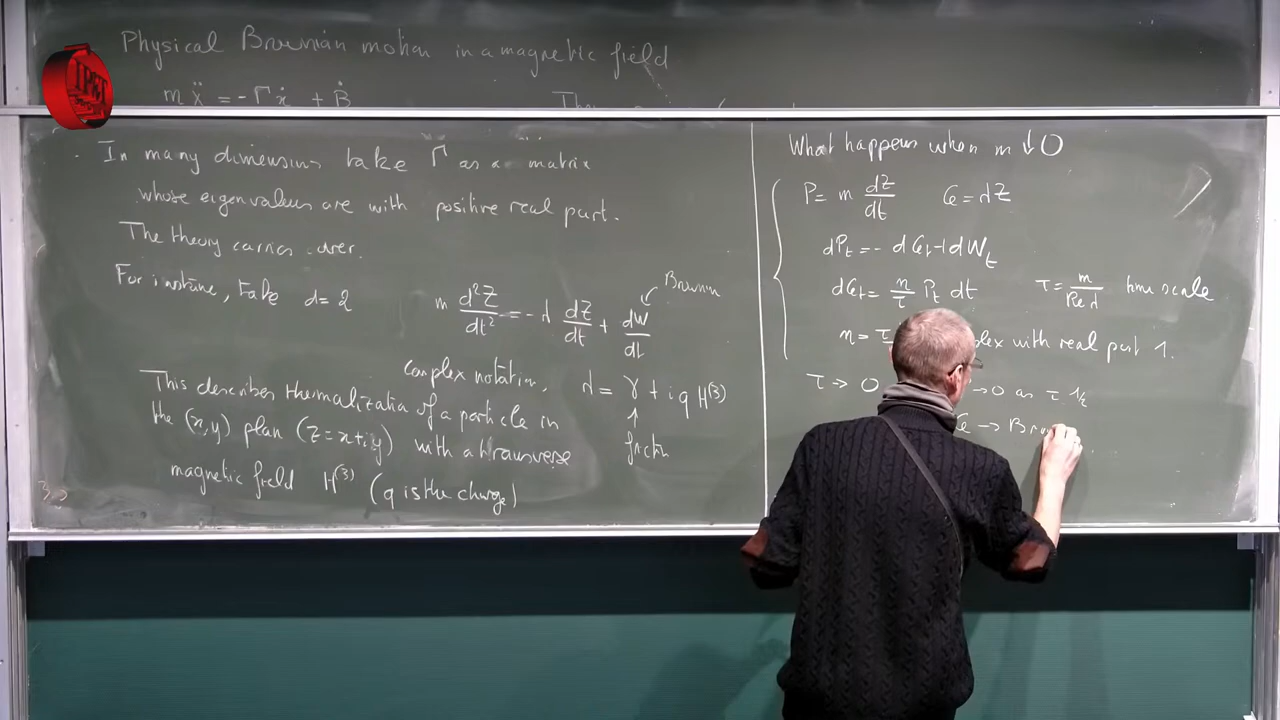 Physical Brownian motion in a magnetic field
m ẍ = - Γ ẋ + Ḃ
In many dimensions take Γ as a matrix
whose eigenvalues are with positive real part.
The theory carries over.
For instance, take d = 2
m d²Z/dt² = - λ dZ/dt + dW/dt
Brownian
complex notation, λ = γ + i q H⁽³⁾
friction
This describes thermalization of a particle in
the (x,y) plan (z = x+iy) with a transverse
magnetic field H⁽³⁾ (q is the charge)
What happens when m ↓ 0
P = m dZ/dt G = λZ
dP_t = - dG_t + dW_t
dG_t = η/τ P_t dt τ = m/Re λ time scale
η = with real part 1.
τ → 0 → 0 as τ^½
G → Brow